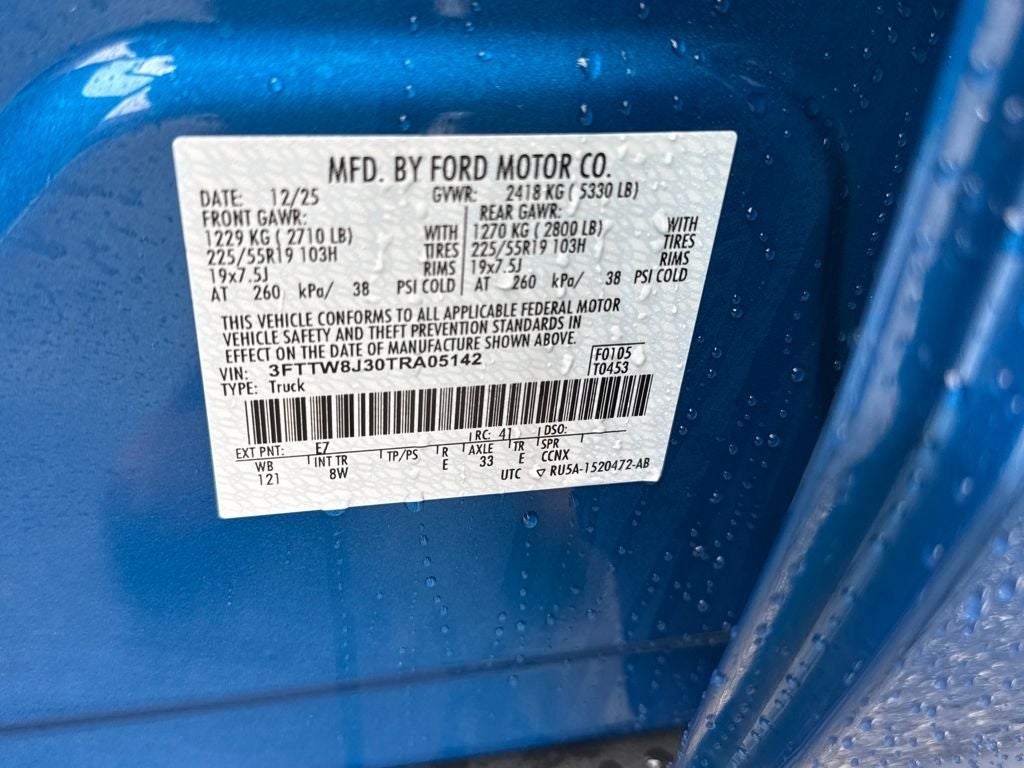 MFD. BY FORD MOTOR CO.
DATE: 12/25 GVWR: 2418 KG ( 5330 LB)
FRONT GAWR: REAR GAWR:
1229 KG ( 2710 LB) WITH 1270 KG ( 2800 LB) WITH
225/55R19 103H TIRES 225/55R19 103H TIRES
19x7.5J RIMS 19x7.5J RIMS
AT 260 kPa/ 38 PSI COLD AT 260 kPa/ 38 PSI COLD
THIS VEHICLE CONFORMS TO ALL APPLICABLE FEDERAL MOTOR
VEHICLE SAFETY AND THEFT PREVENTION STANDARDS IN
EFFECT ON THE DATE OF MANUFACTURE SHOWN ABOVE.
VIN: 3FTTW8J30TRA05142 F0105
TYPE: Truck T0453
EXT PNT: E7 RC: 41 DSO:
WB INT TR TP/PS R AXLE TR SPR
121 8W E 33 E CCNX
UTC ▽ RU5A-1520472-AB